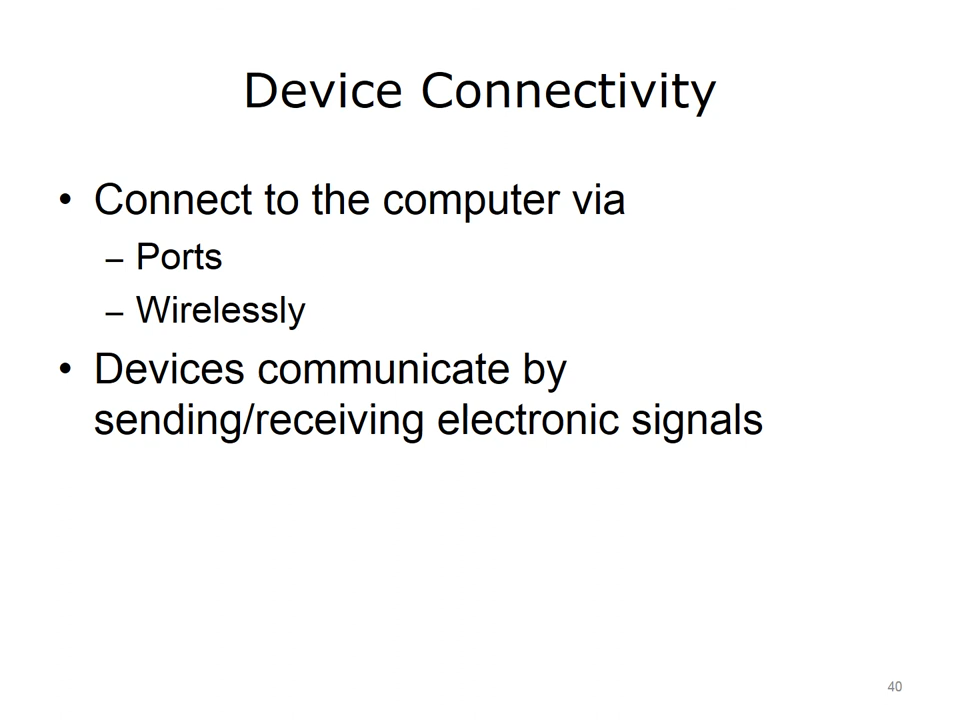 Device Connectivity
• Connect to the computer via
– Ports
– Wirelessly
• Devices communicate by
sending/receiving electronic signals
40